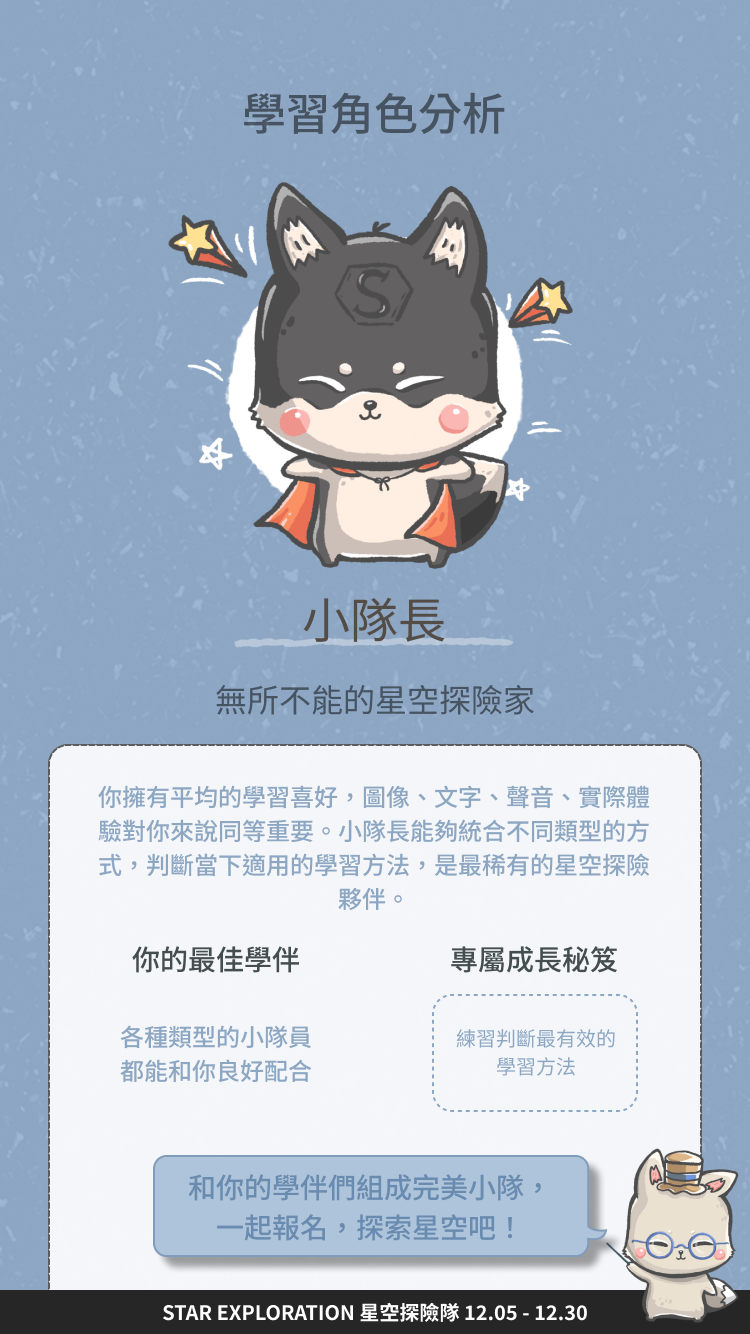 學習角色分析
S
小隊長
無所不能的星空探險家
你擁有平均的學習喜好，圖像、文字、聲音、實際體
驗對你來說同等重要。小隊長能夠統合不同類型的方
式，判斷當下適用的學習方法，是最稀有的星空探險
夥伴。
你的最佳學伴
各種類型的小隊員
都能和你良好配合
專屬成長秘笈
練習判斷最有效的
學習方法
和你的學伴們組成完美小隊，
一起報名，探索星空吧！
STAR EXPLORATION 星空探險隊 12.05 - 12.30